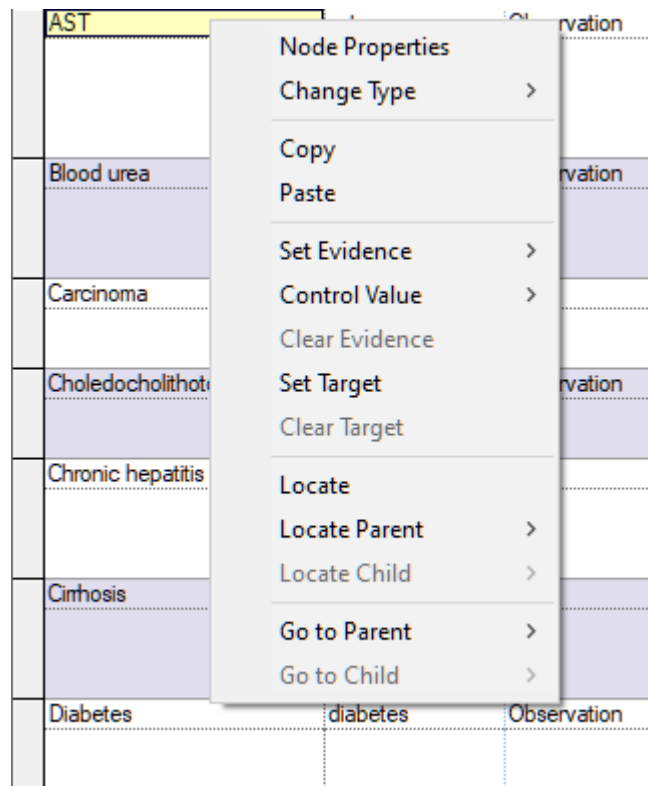 AST
Node Properties
Change Type
Copy
Blood urea
Paste
Set Evidence
Carcinoma
Control Value
Clear Evidence
Set Target
Clear Target
Chronic hepatitis
Locate
Locate Parent
Locate Child
Cirrhosis
Go to Parent
Go to Child
Diabetes diabetes Observation